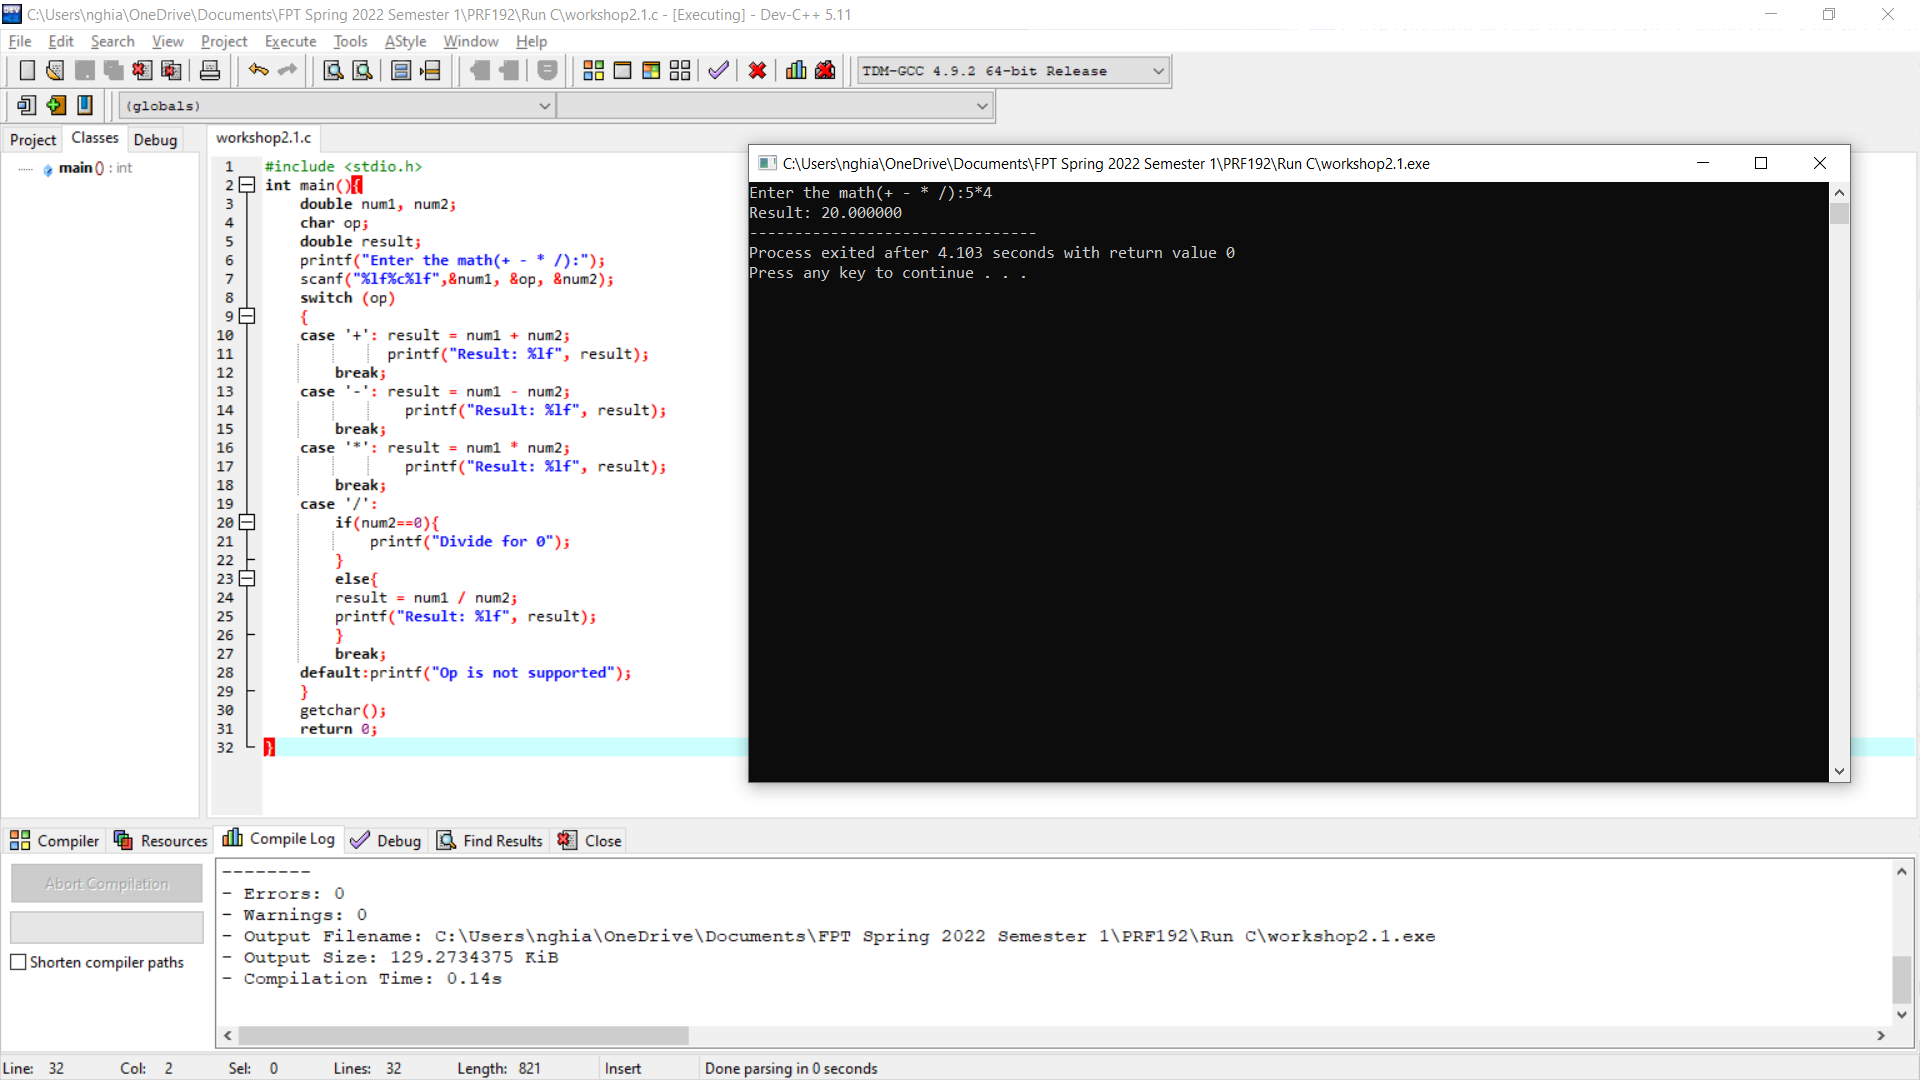 C:\Users\nghia\OneDrive\Documents\FPT Spring 2022 Semester 1\PRF192\Run C\workshop2.1.c - [Executing] - Dev-C++ 5.11
File Edit Search View Project Execute Tools AStyle Window Help
TDM-GCC 4.9.2 64-bit Release
(globals)
Project Classes Debug
main () : int
workshop2.1.c
1 #include <stdio.h>
2 int main(){
3 double num1, num2;
4 char op;
5 double result;
6 printf("Enter the math(+ - * /):");
7 scanf("%lf%c%lf",&num1, &op, &num2);
8 switch (op)
9 {
10 case '+': result = num1 + num2;
11 printf("Result: %lf", result);
12 break;
13 case '-': result = num1 - num2;
14 printf("Result: %lf", result);
15 break;
16 case '*': result = num1 * num2;
17 printf("Result: %lf", result);
18 break;
19 case '/':
20 if(num2==0){
21 printf("Divide for 0");
22 }
23 else{
24 result = num1 / num2;
25 printf("Result: %lf", result);
26 }
27 break;
28 default:printf("Op is not supported");
29 }
30 getchar();
31 return 0;
32 }
C:\Users\nghia\OneDrive\Documents\FPT Spring 2022 Semester 1\PRF192\Run C\workshop2.1.exe
Enter the math(+ - * /):5*4
Result: 20.000000
--------------------------------
Process exited after 4.103 seconds with return value 0
Press any key to continue . . .
Compiler Resources Compile Log Debug Find Results Close
Abort Compilation
Shorten compiler paths
--------
- Errors: 0
- Warnings: 0
- Output Filename: C:\Users\nghia\OneDrive\Documents\FPT Spring 2022 Semester 1\PRF192\Run C\workshop2.1.exe
- Output Size: 129.2734375 KiB
- Compilation Time: 0.14s
Line: 32 Col: 2 Sel: 0 Lines: 32 Length: 821 Insert Done parsing in 0 seconds